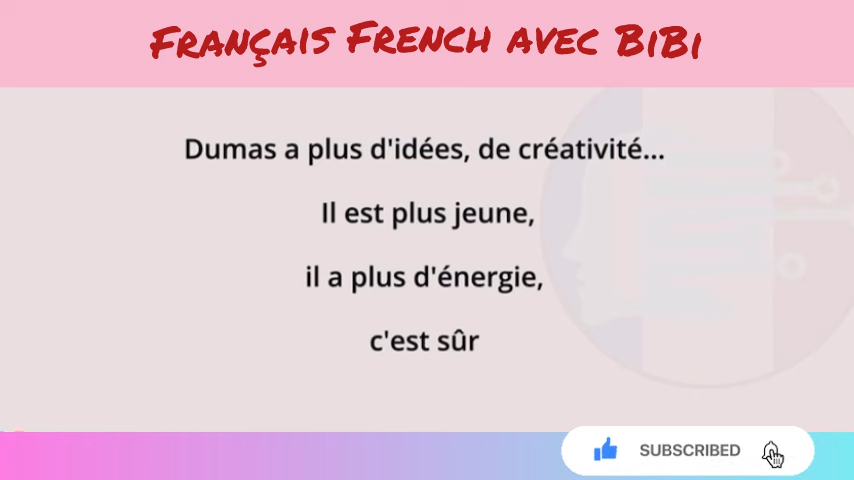 Français French avec BiBi
Dumas a plus d'idées, de créativité...
Il est plus jeune,
il a plus d'énergie,
c'est sûr
SUBSCRIBED